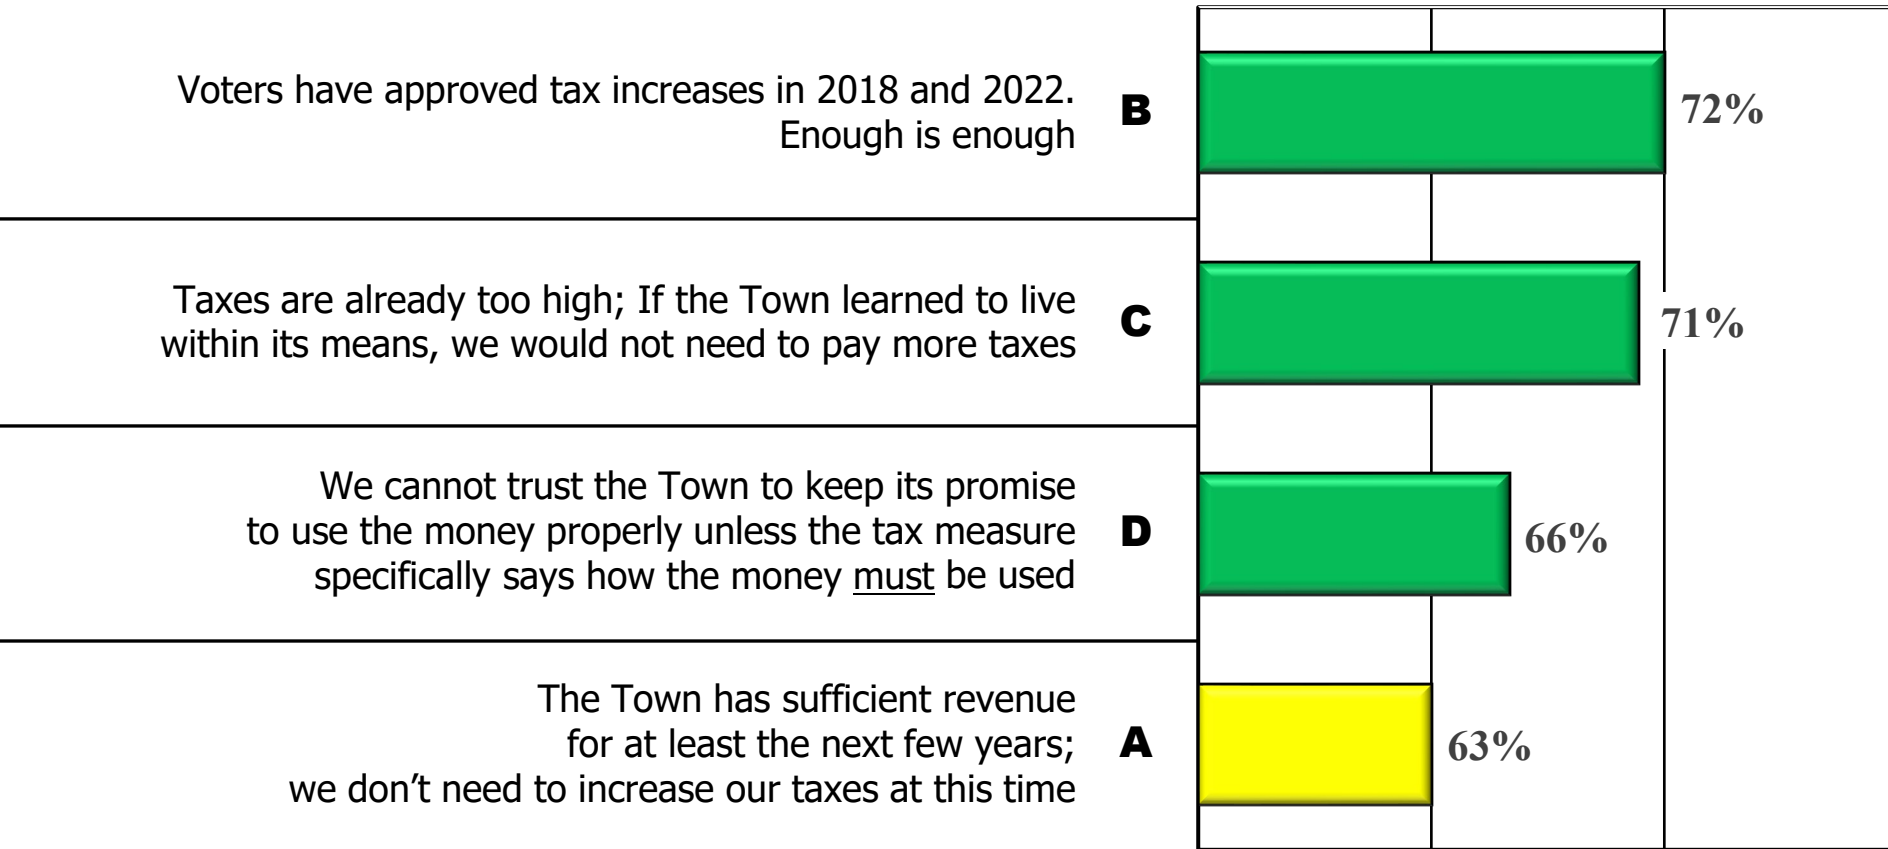 Voters have approved tax increases in 2018 and 2022.
Enough is enough
B
72%
Taxes are already too high; If the Town learned to live
within its means, we would not need to pay more taxes
C
71%
We cannot trust the Town to keep its promise
to use the money properly unless the tax measure
specifically says how the money must be used
D
66%
The Town has sufficient revenue
for at least the next few years;
we don’t need to increase our taxes at this time
A
63%